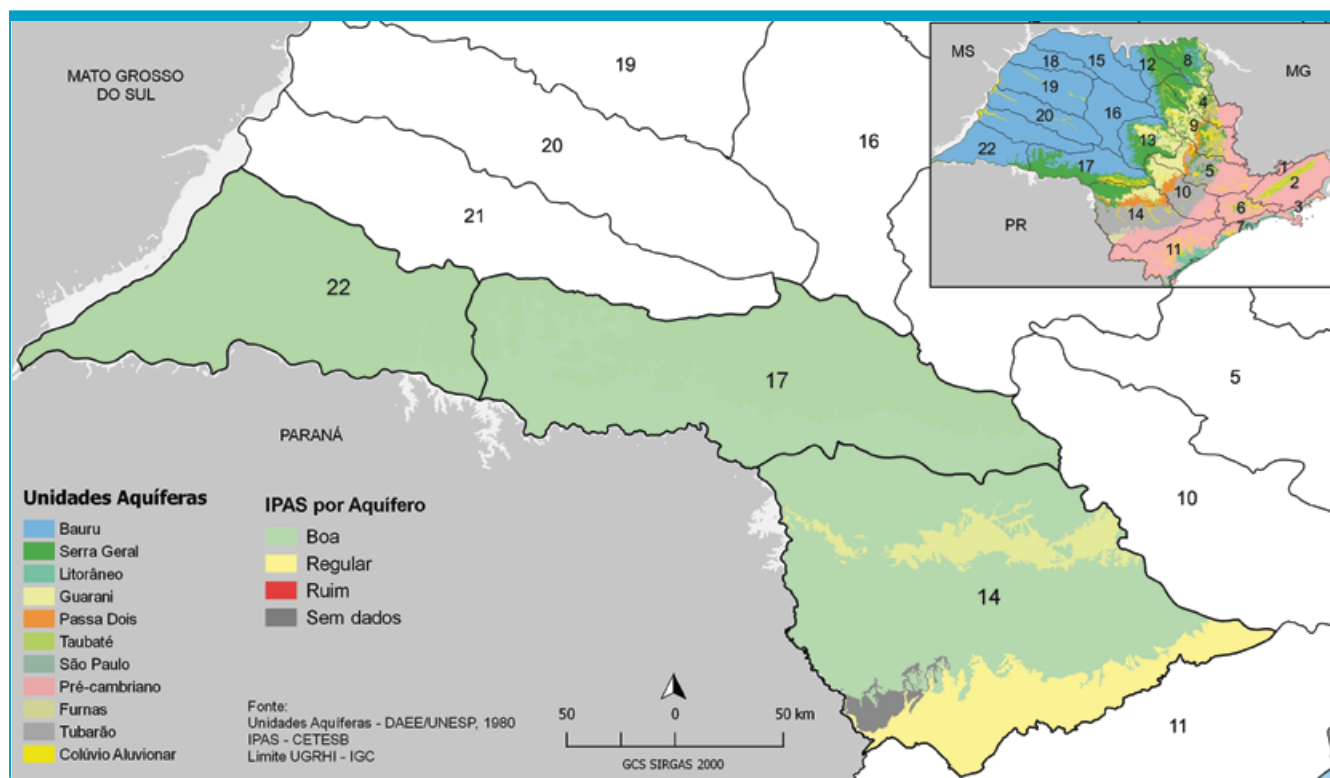 MATO GROSSO
DO SUL
19
20
16
21
22
17
5
PARANÁ
10
14
11
MS
MG
PR
18
15
12
8
19
4
20
16
9
13
22
17
5
1
2
10
6
3
14
7
11
Unidades Aquíferas
Bauru
Serra Geral
Litorâneo
Guarani
Passa Dois
Taubaté
São Paulo
Pré-cambriano
Furnas
Tubarão
Colúvio Aluvionar
IPAS por Aquífero
Boa
Regular
Ruim
Sem dados
Fonte:
Unidades Aquíferas - DAEE/UNESP, 1980
IPAS - CETESB
Limite UGRHI - IGC
50 0 50 km
GCS SIRGAS 2000